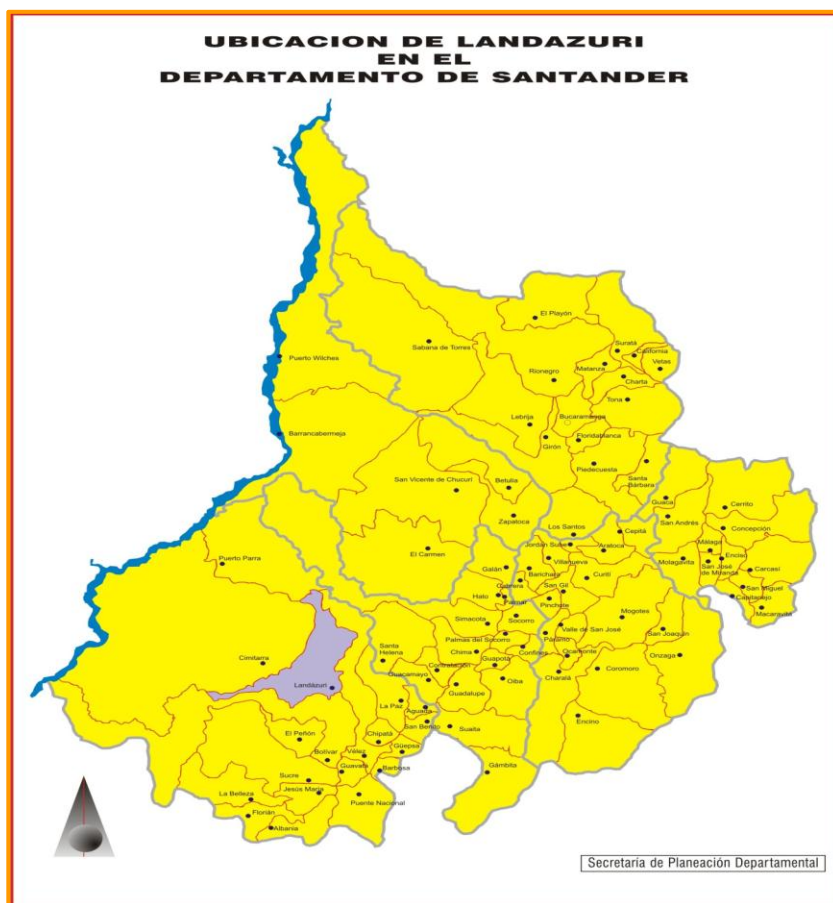 UBICACION DE LANDAZURI
EN EL
DEPARTAMENTO DE SANTANDER
El Playón
Suratá
California
Vetas
Sabana de Torres
Matanza
Puerto Wilches
Rionegro
Charta
Tona
Lebrija
Bucaramanga
Barrancabermeja
Girón
Floridablanca
Piedecuesta
Santa
Bárbara
San Vicente de Chucurí
Betulia
Guaca
Cerrito
Zapatoca
San Andrés
Los Santos
Cepitá
Concepción
El Carmen
Jordán Sube
Aratoca
Málaga
Enciso
Puerto Parra
Galán
Villanueva
Molagavita
San José
de Miranda
Carcasí
Barichara
Curití
Cabrera
San Gil
San Miguel
Hato
Palmar
Pinchote
Capitanejo
Macaravita
Socorro
Mogotes
Simacota
Valle de San José
San Joaquín
Palmas del Socorro
Páramo
Santa
Helena
Chima
Confines
Ocamonte
Onzaga
Cimitarra
Contratación
Guapotá
Guacamayo
Charalá
Coromoro
Landázuri
Guadalupe
Oiba
La Paz
Aguada
San Benito
Encino
Suaita
El Peñón
Chipatá
Bolívar
Vélez
Güepsa
Guavatá
Barbosa
Gámbita
Sucre
Jesús María
La Belleza
Puente Nacional
Florián
Albania
Secretaría de Planeación Departamental